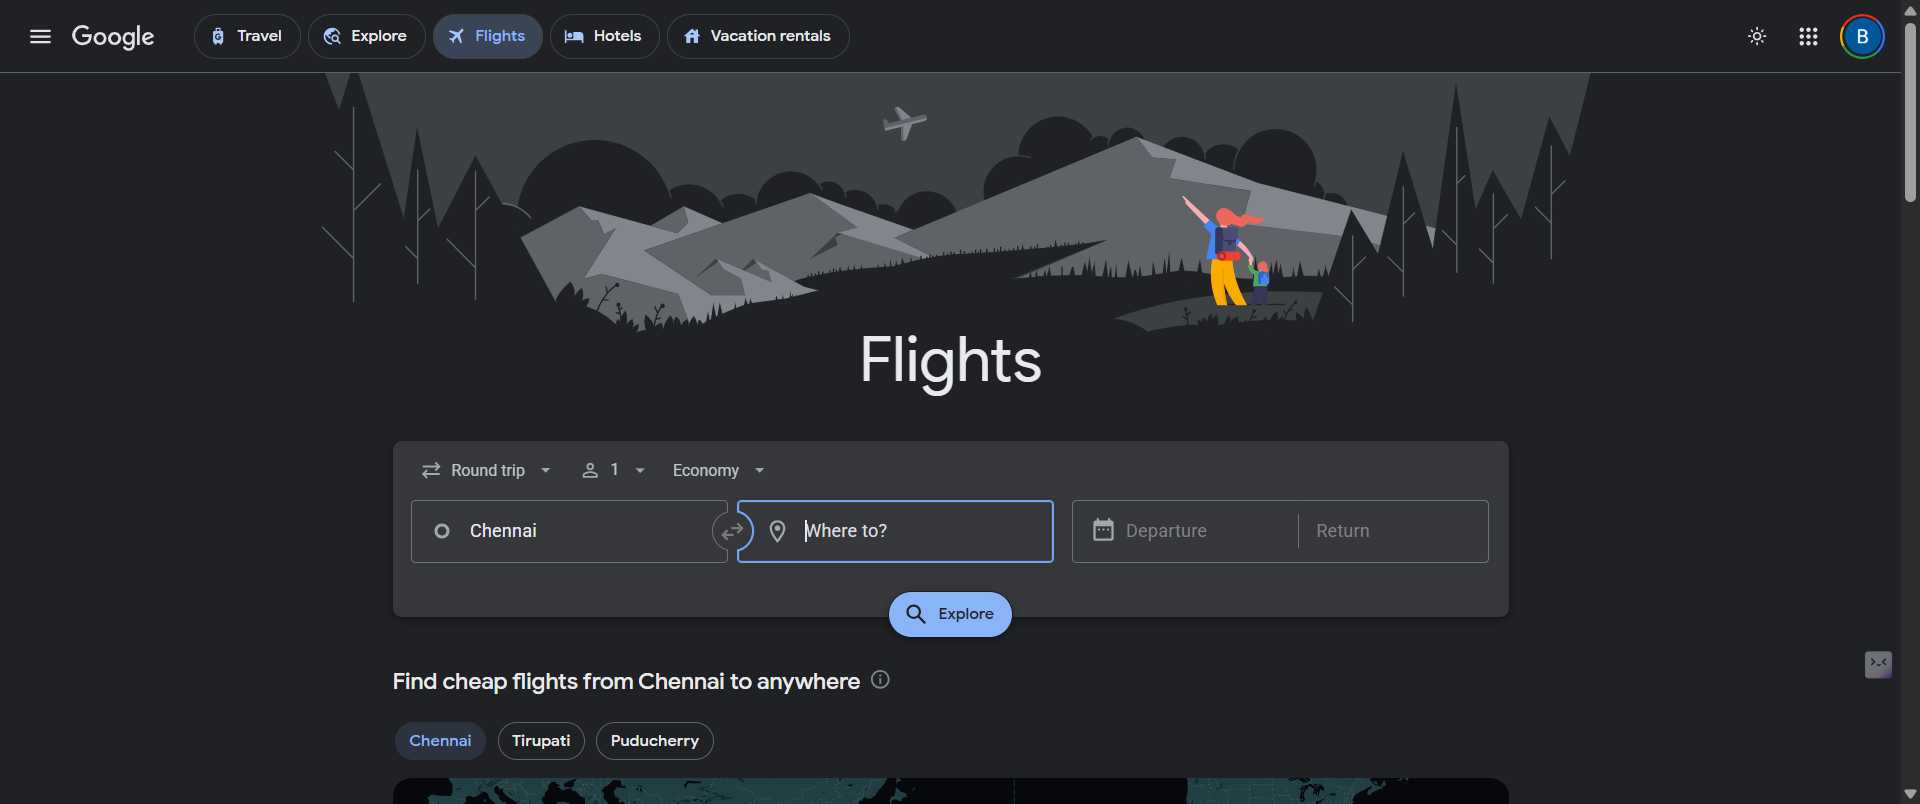 Google
Travel
Explore
Flights
Hotels
Vacation rentals
B
Flights
Round trip
1
Economy
Chennai
Where to?
Departure
Return
Explore
Find cheap flights from Chennai to anywhere
Chennai
Tirupati
Puducherry